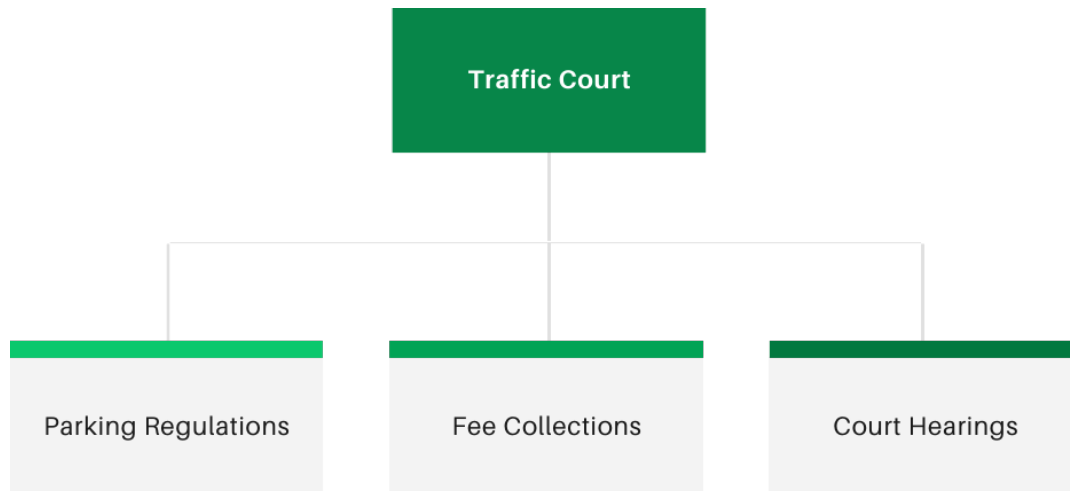 Traffic Court
Parking Regulations
Fee Collections
Court Hearings